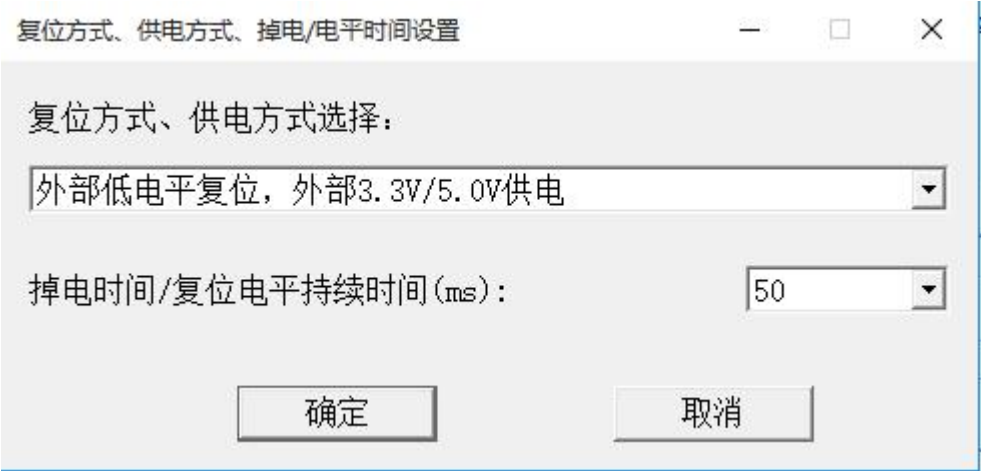 复位方式、供电方式、掉电/电平时间设置
复位方式、供电方式选择：
外部低电平复位，外部3.3V/5.0V供电
掉电时间/复位电平持续时间(ms): 50
确定 取消